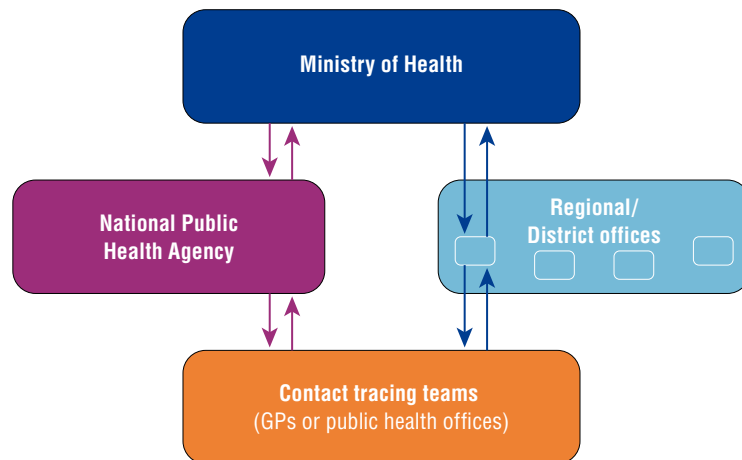 Ministry of Health
National Public
Health Agency
Regional/
District offices
Contact tracing teams
(GPs or public health offices)